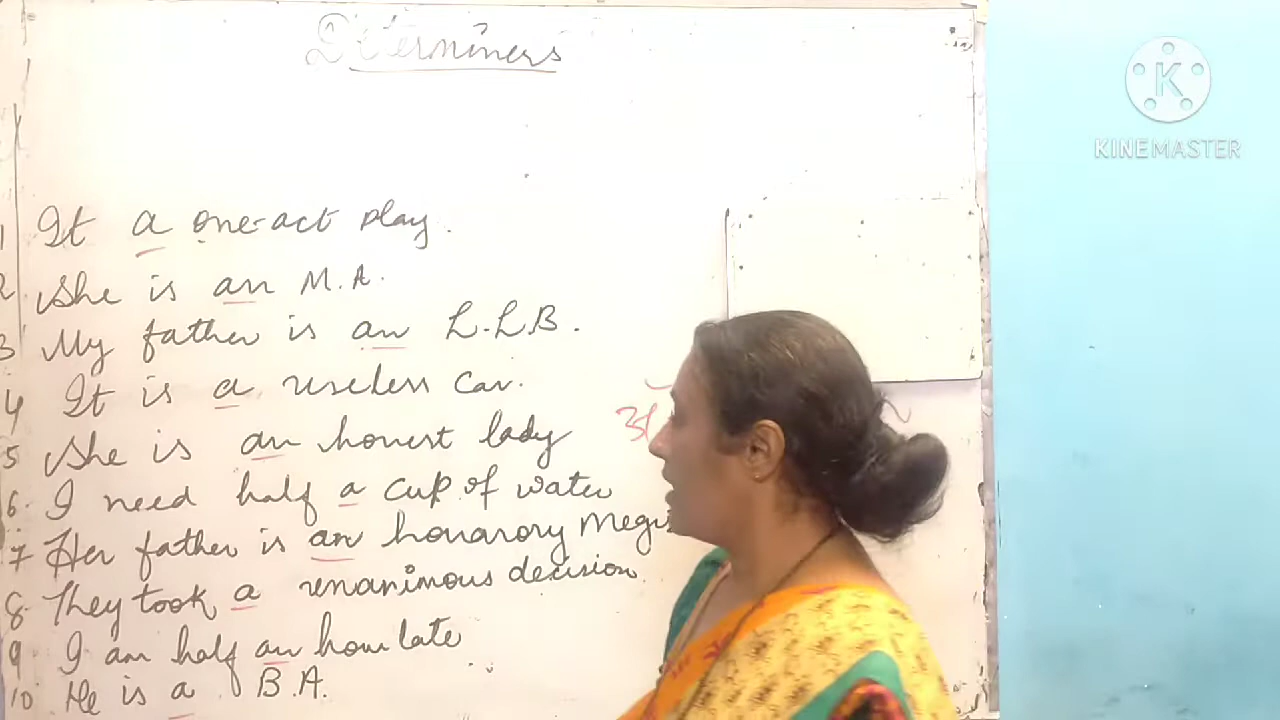 Determiners
1 It a one-act play.
2 She is an M.A.
3 My father is an L.L.B.
4 It is a useless car.
5 She is an honest lady
6. I need half a cup of water
7 Her father is an honarory
8. They took a unanimous decision.
9 I am half an hour late
10 He is a B.A.
KINEMASTER